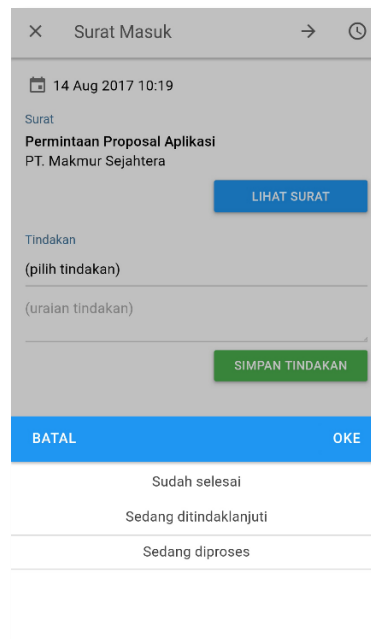 Surat Masuk
14 Aug 2017 10:19
Surat
Permintaan Proposal Aplikasi
PT. Makmur Sejahtera
LIHAT SURAT
Tindakan
(pilih tindakan)
(uraian tindakan)
SIMPAN TINDAKAN
BATAL OKE
Sudah selesai
Sedang ditindaklanjuti
Sedang diproses